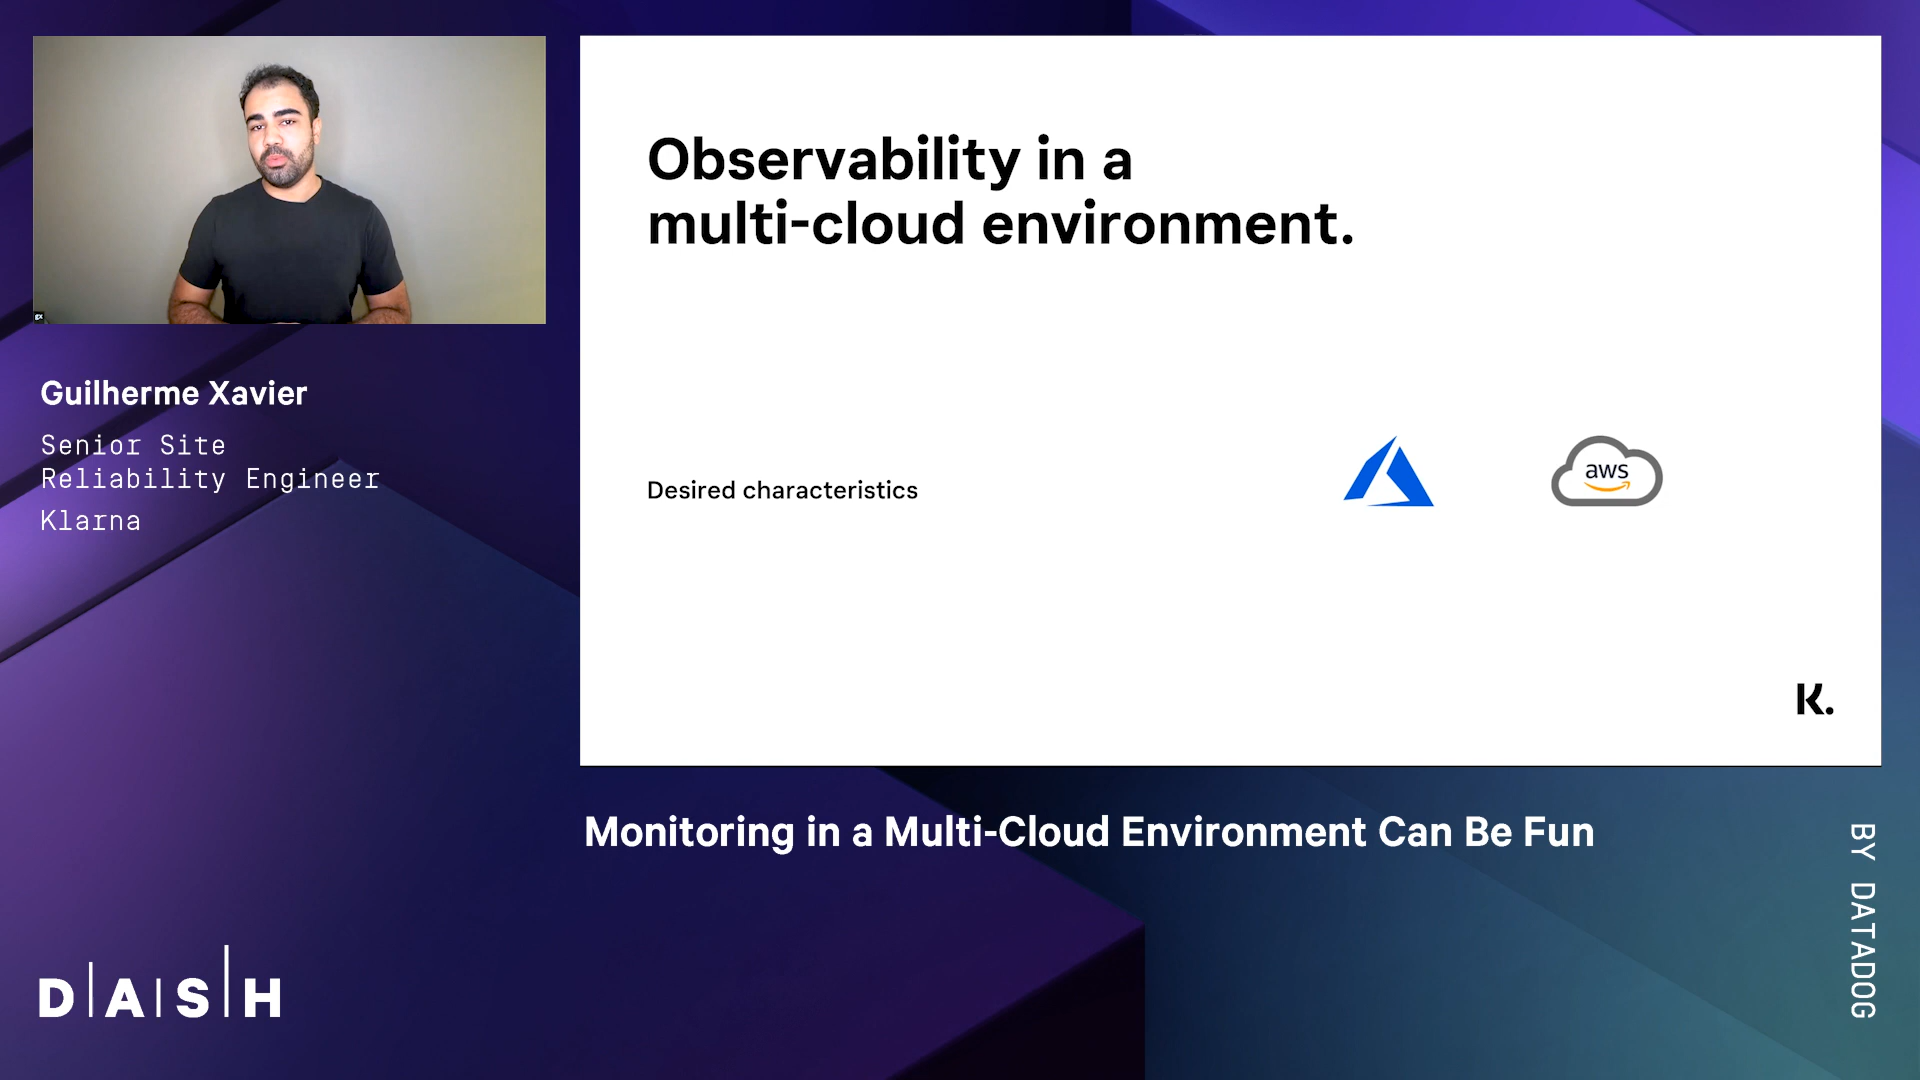 gx
Guilherme Xavier
Senior Site
Reliability Engineer
Klarna
Observability in a
multi-cloud environment.
Desired characteristics
aws
K.
Monitoring in a Multi-Cloud Environment Can Be Fun
DASH
BY DATADOG